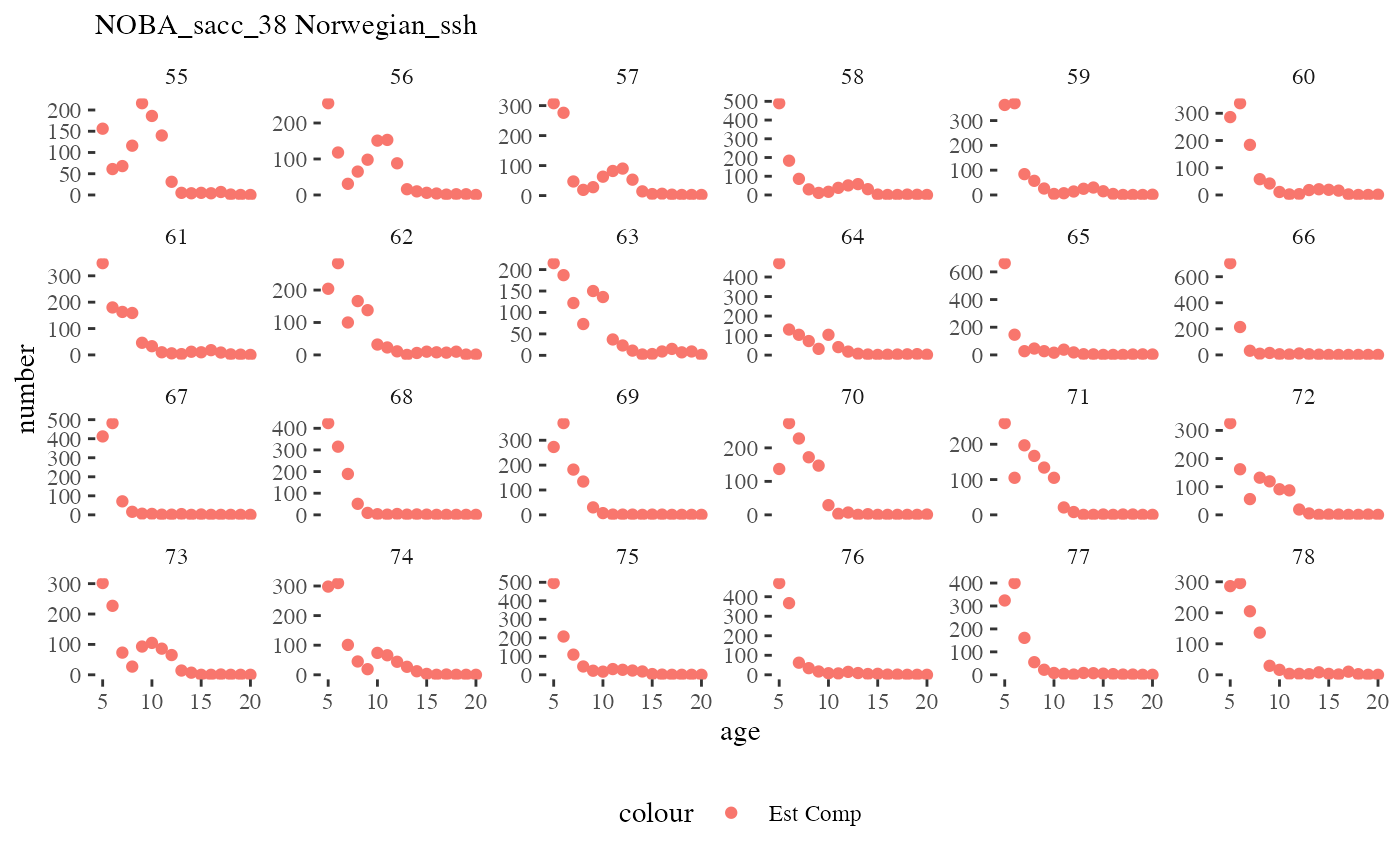 NOBA_sacc_38 Norwegian_ssh
55 56 57 58 59 60
200 150 100 50 0
200 100 0
300 200 100 0
500 400 300 200 100 0
300 200 100 0
300 200 100 0
61 62 63 64 65 66
300 200 100 0
200 100 0
200 150 100 50 0
400 300 200 100 0
600 400 200 0
600 400 200 0
67 68 69 70 71 72
500 400 300 200 100 0
400 300 200 100 0
300 200 100 0
200 100 0
200 100 0
300 200 100 0
73 74 75 76 77 78
300 200 100 0
300 200 100 0
500 400 300 200 100 0
400 300 200 100 0
400 300 200 100 0
300 200 100 0
5 10 15 20 5 10 15 20 5 10 15 20 5 10 15 20 5 10 15 20 5 10 15 20
number
age
colour Est Comp